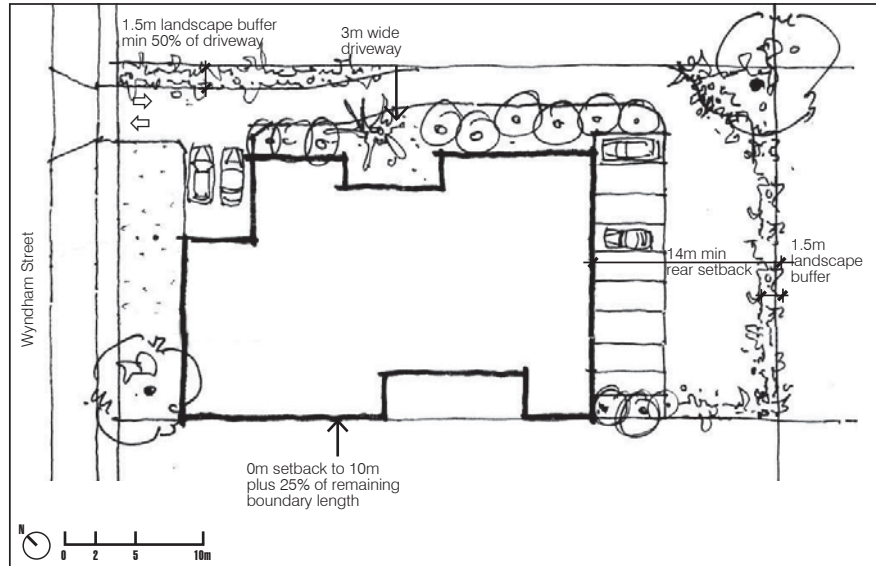 1.5m landscape buffer
min 50% of driveway
3m wide
driveway
Wyndham Street
14m min
rear setback
1.5m
landscape
buffer
0m setback to 10m
plus 25% of remaining
boundary length
N
0 2 5 10m